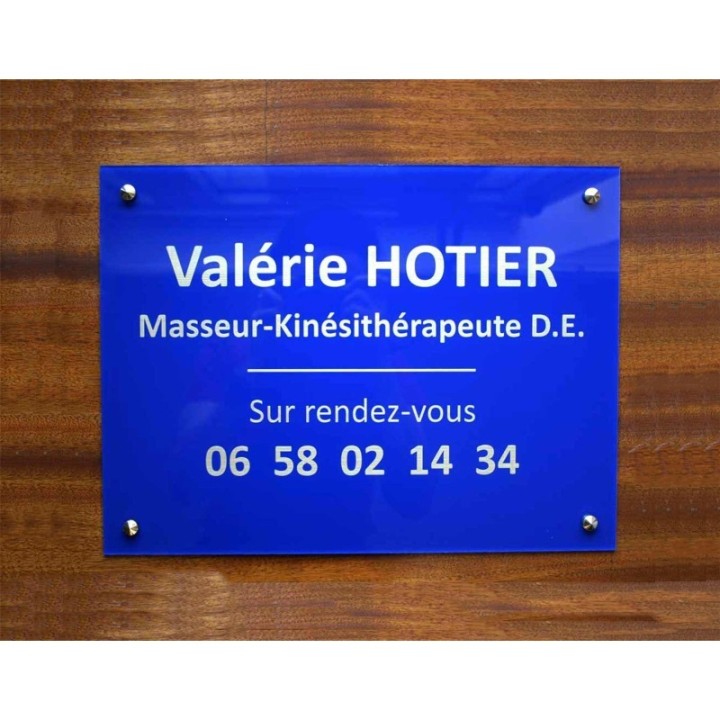 Valérie HOTIER
Masseur-Kinésithérapeute D.E.
Sur rendez-vous
06 58 02 14 34